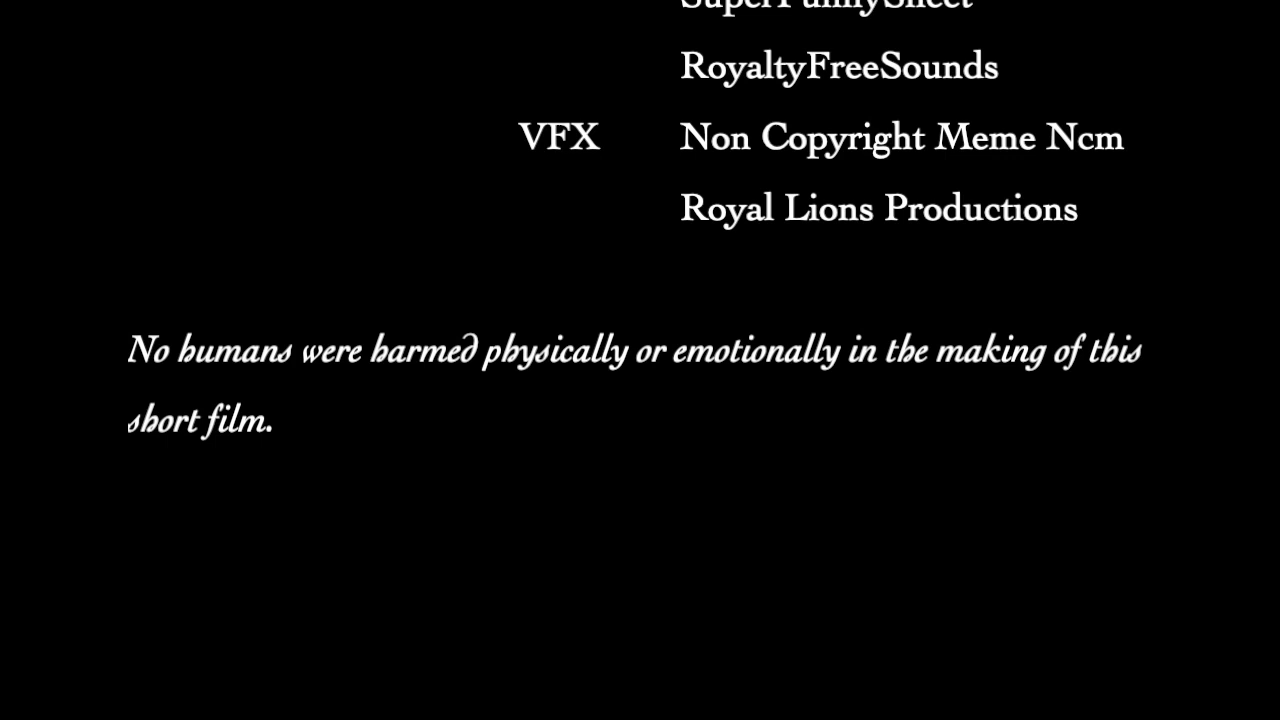 SuperFunnySheet
RoyaltyFreeSounds
VFX Non Copyright Meme Ncm
Royal Lions Productions
No humans were harmed physically or emotionally in the making of this
short film.